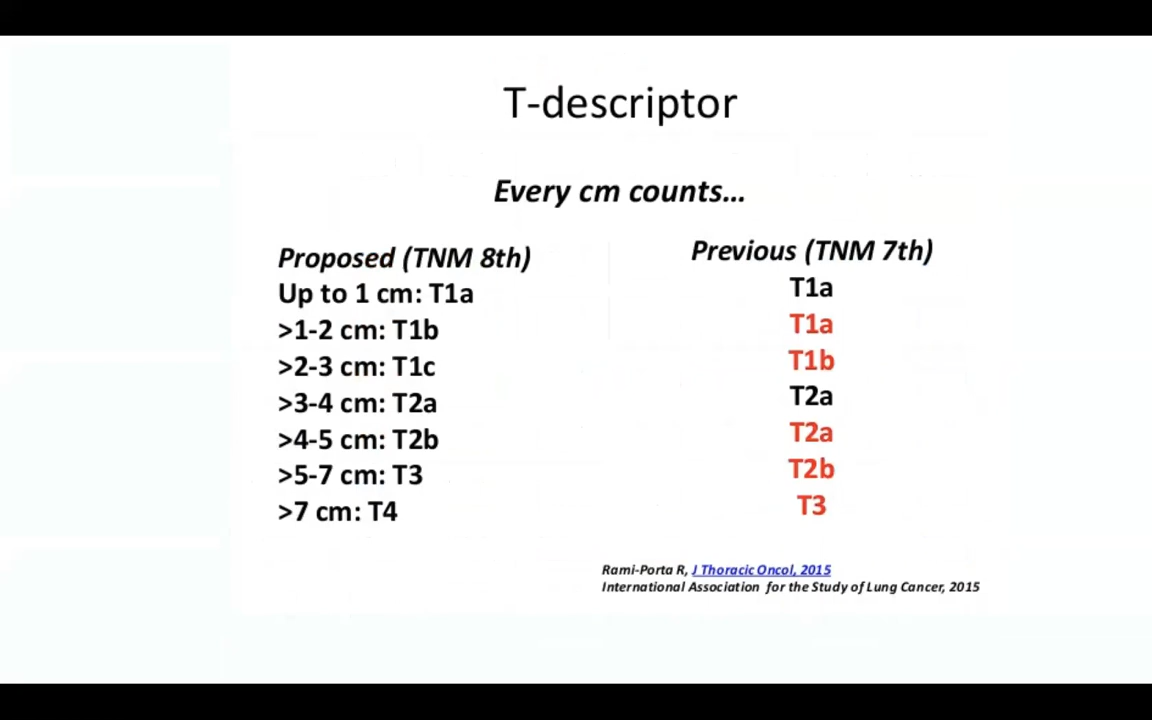 T-descriptor
Every cm counts...
Proposed (TNM 8th)
Up to 1 cm: T1a
>1-2 cm: T1b
>2-3 cm: T1c
>3-4 cm: T2a
>4-5 cm: T2b
>5-7 cm: T3
>7 cm: T4
Previous (TNM 7th)
T1a
T1a
T1b
T2a
T2a
T2b
T3
Rami-Porta R, J Thoracic Oncol, 2015
International Association for the Study of Lung Cancer, 2015